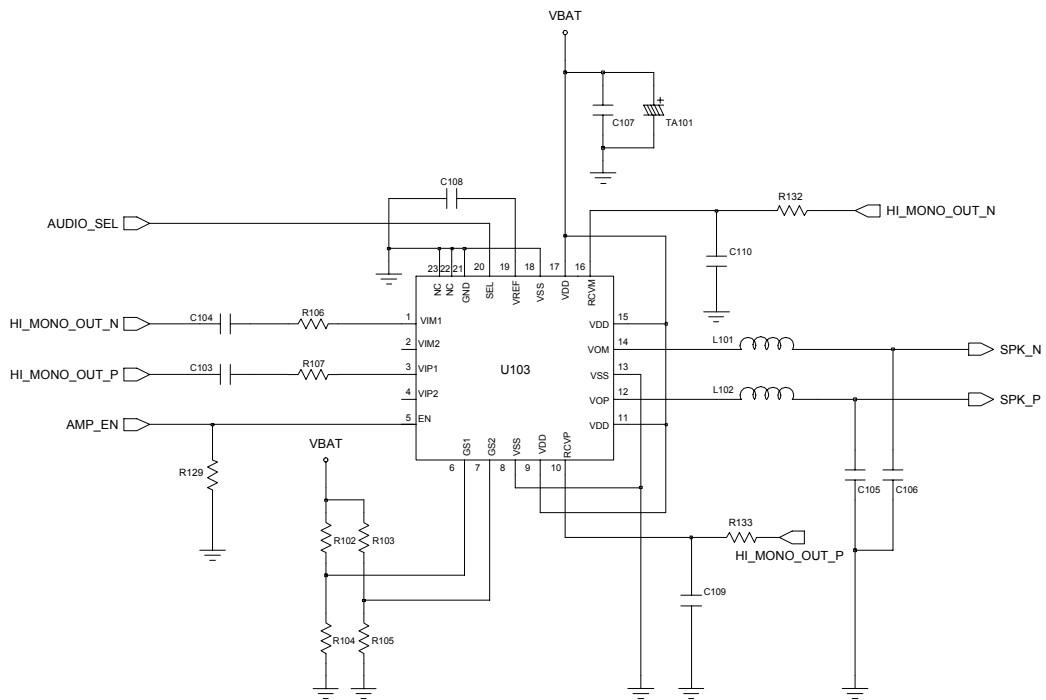 VBAT
C107
TA101
+
C108
R132
AUDIO_SEL
HI_MONO_OUT_N
C110
23 22 21 20 19 18 17 16
NC NC GND SEL VREF VSS VDD RCVM
HI_MONO_OUT_N
C104
R106
1 VIM1
VDD 15
2 VIM2
VOM 14
L101
SPK_N
HI_MONO_OUT_P
C103
R107
3 VIP1
U103
VSS 13
4 VIP2
VOP 12
L102
SPK_P
AMP_EN
5 EN
VDD 11
GS1 GS2 VSS VDD RCVP
6 7 8 9 10
VBAT
R129
C105
C106
R102
R103
R133
HI_MONO_OUT_P
C109
R104
R105